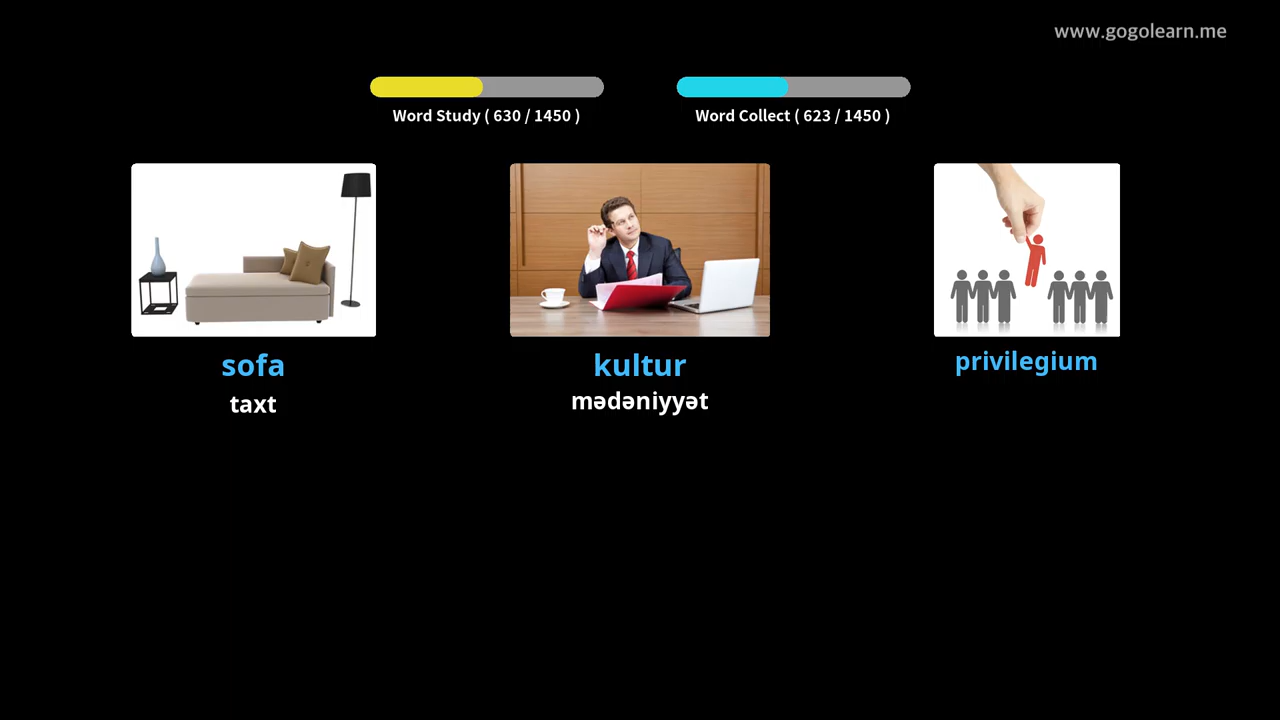 www.gogolearn.me
Word Study ( 630 / 1450 )
Word Collect ( 623 / 1450 )
sofa
taxt
kultur
mədəniyyət
privilegium